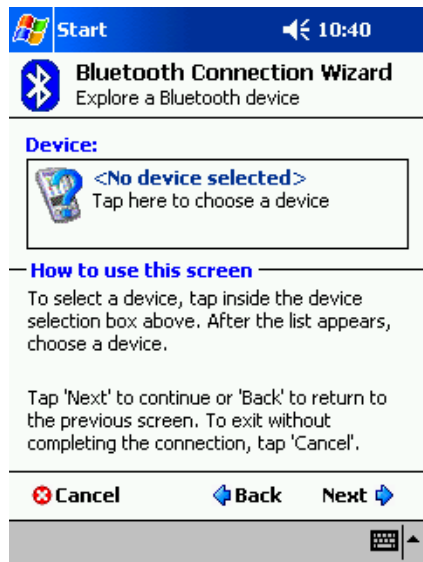 Start 10:40
Bluetooth Connection Wizard
Explore a Bluetooth device
Device:
<No device selected>
Tap here to choose a device
How to use this screen
To select a device, tap inside the device
selection box above. After the list appears,
choose a device.
Tap 'Next' to continue or 'Back' to return to
the previous screen. To exit without
completing the connection, tap 'Cancel'.
Cancel Back Next